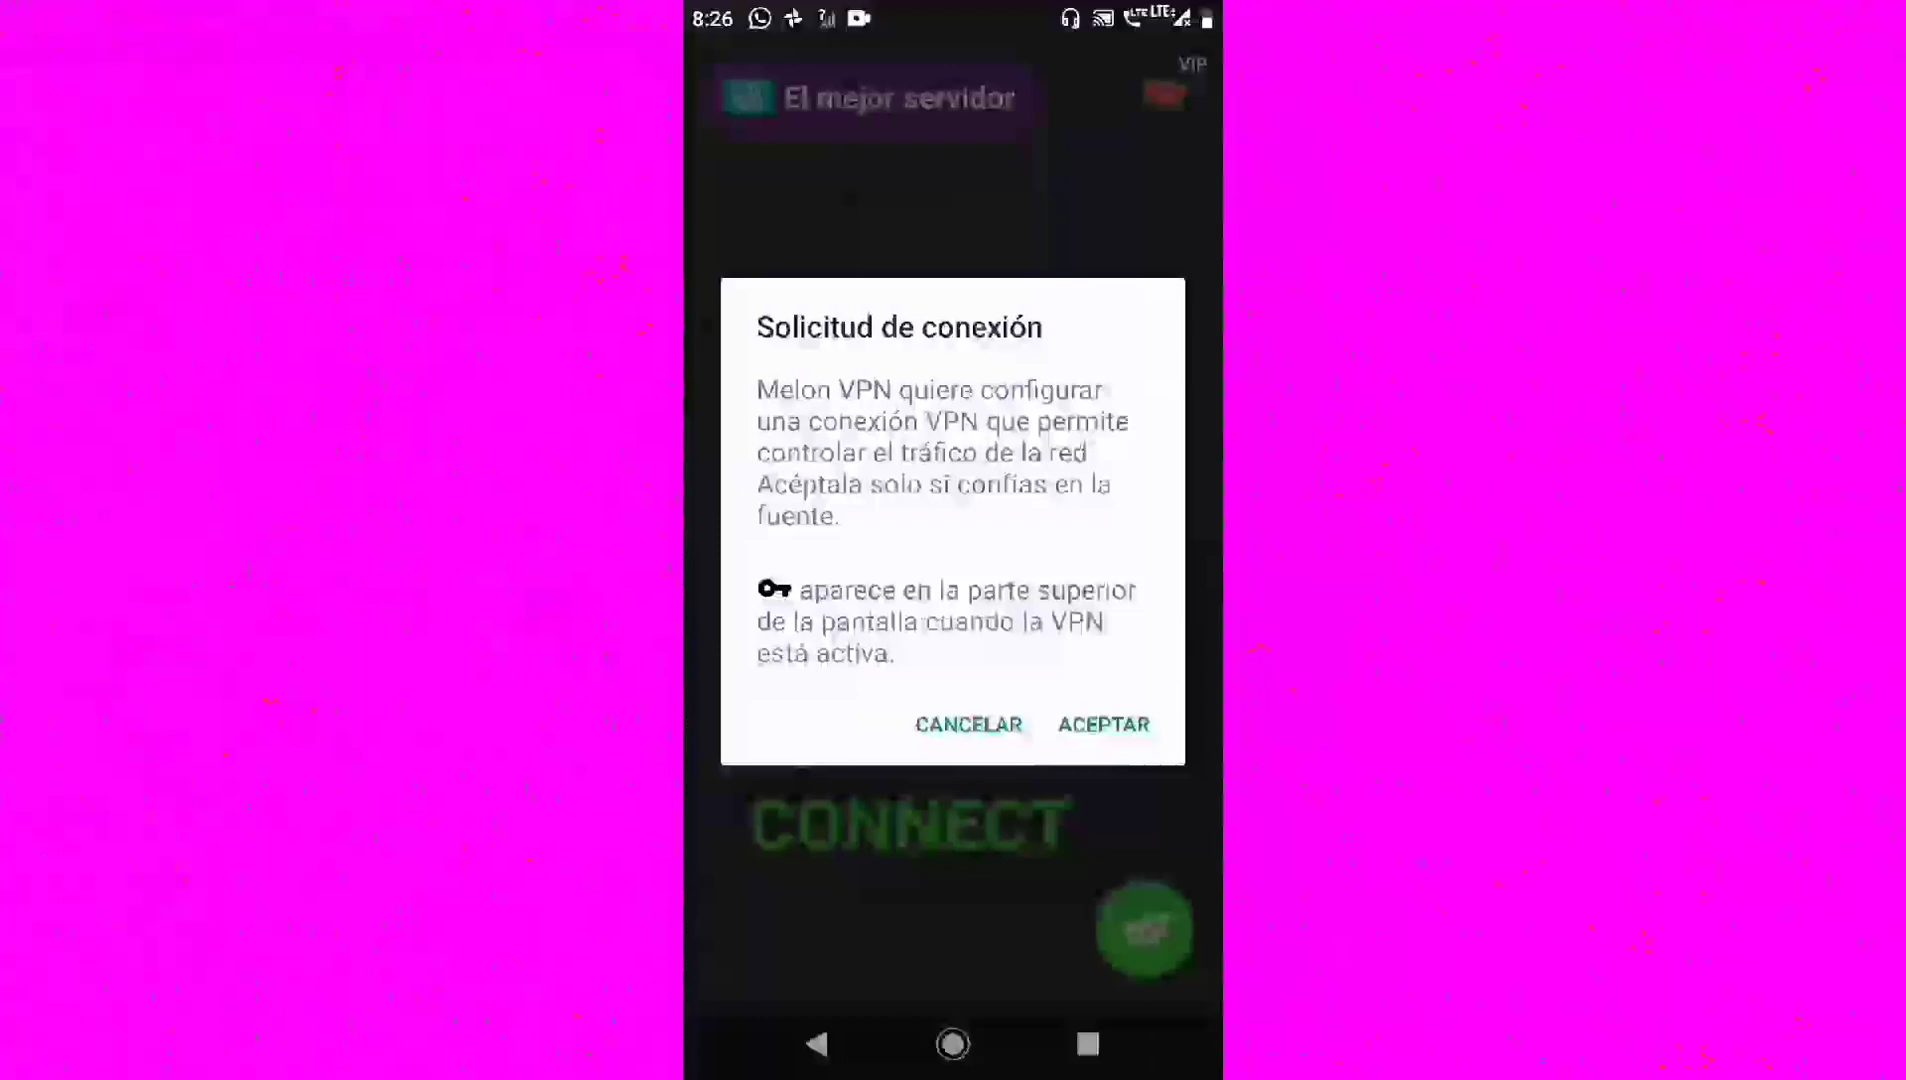 8:26
LTE LTE
VIP
El mejor servidor
Solicitud de conexión
Melon VPN quiere configurar
una conexión VPN que permite
controlar el tráfico de la red
Acéptala solo si confías en la
fuente.
aparece en la parte superior
de la pantalla cuando la VPN
está activa.
CANCELAR ACEPTAR
CONNECT